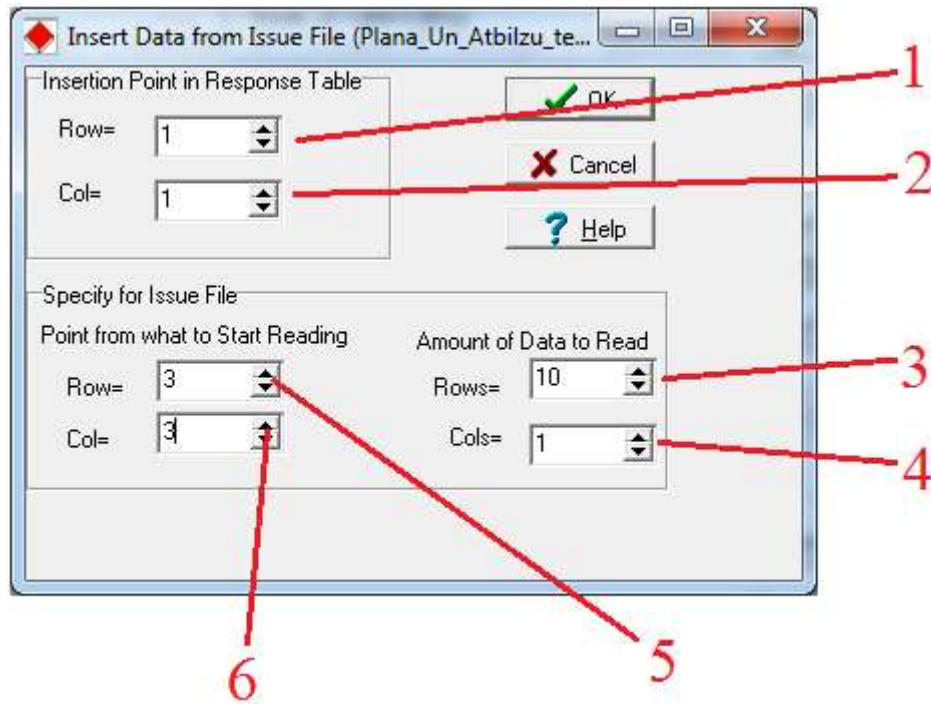 Insert Data from Issue File (Plana_Un_Atbilzu_te...
Insertion Point in Response Table
Row= 1
Col= 1
OK
Cancel
Help
Specify for Issue File
Point from what to Start Reading
Row= 3
Col= 3
Amount of Data to Read
Rows= 10
Cols= 1
1
2
3
4
5
6